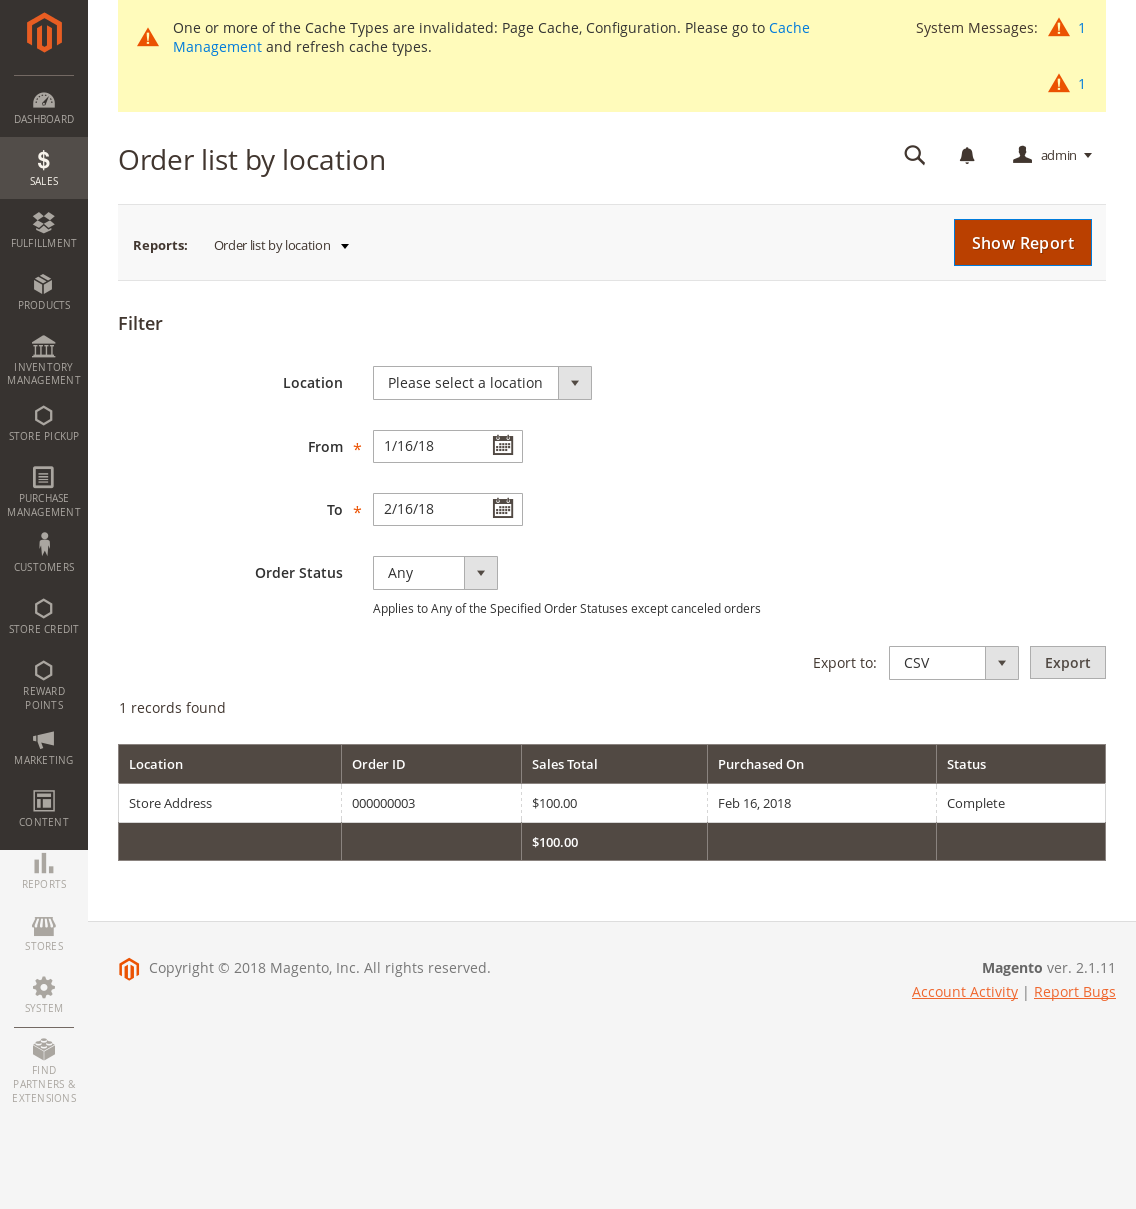 One or more of the Cache Types are invalidated: Page Cache, Configuration. Please go to Cache
Management and refresh cache types.
System Messages: 1
1
DASHBOARD
SALES
FULFILLMENT
PRODUCTS
INVENTORY
MANAGEMENT
STORE PICKUP
PURCHASE
MANAGEMENT
CUSTOMERS
STORE CREDIT
REWARD
POINTS
MARKETING
CONTENT
REPORTS
STORES
SYSTEM
FIND
PARTNERS &
EXTENSIONS
Order list by location
admin
Reports: Order list by location
Show Report
Filter
Location Please select a location
From * 1/16/18
To * 2/16/18
Order Status Any
Applies to Any of the Specified Order Statuses except canceled orders
Export to: CSV Export
1 records found
Location Order ID Sales Total Purchased On Status
Store Address 000000003 $100.00 Feb 16, 2018 Complete
$100.00
Copyright © 2018 Magento, Inc. All rights reserved.
Magento ver. 2.1.11
Account Activity | Report Bugs